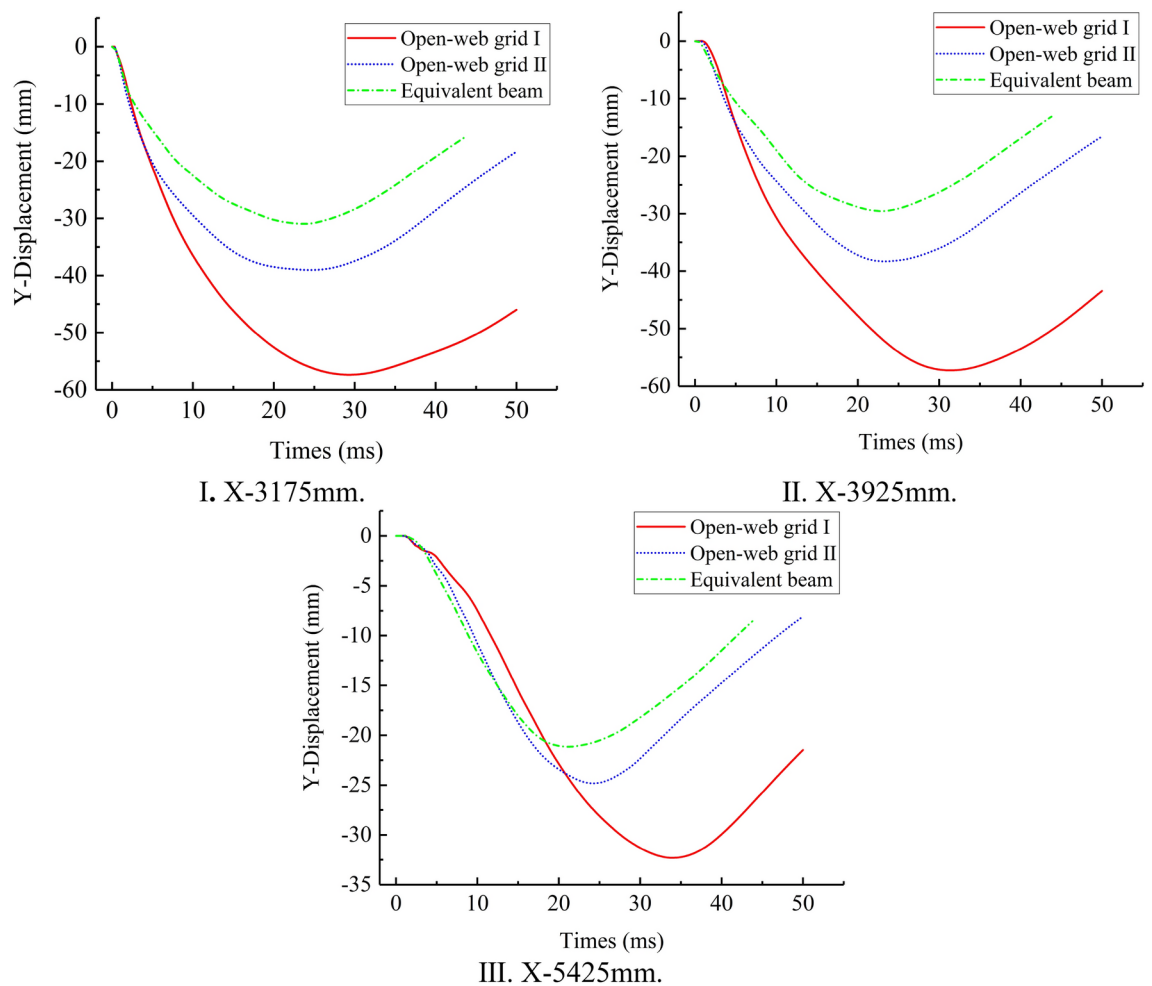 Open-web grid I
Open-web grid II
Equivalent beam
0
-10
-20
-30
-40
-50
-60
Y-Displacement (mm)
0 10 20 30 40 50
Times (ms)
I. X-3175mm.
Open-web grid I
Open-web grid II
Equivalent beam
0
-10
-20
-30
-40
-50
-60
Y-Displacement (mm)
0 10 20 30 40 50
Times (ms)
II. X-3925mm.
Open-web grid I
Open-web grid II
Equivalent beam
0
-5
-10
-15
-20
-25
-30
-35
Y-Displacement (mm)
0 10 20 30 40 50
Times (ms)
III. X-5425mm.